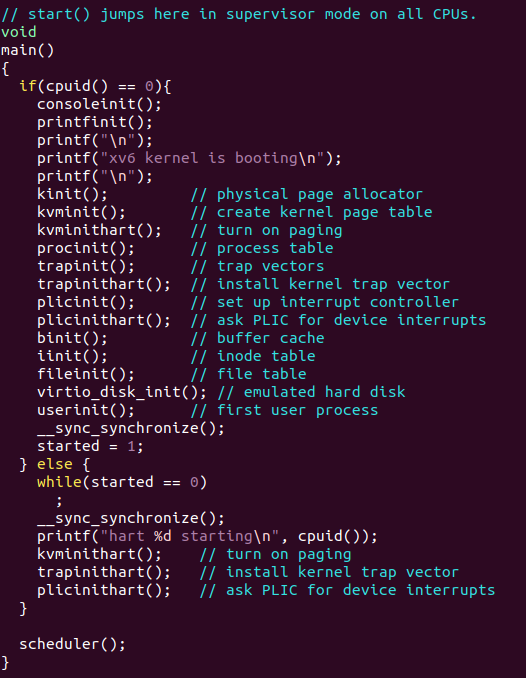 // start() jumps here in supervisor mode on all CPUs.
void
main()
{
  if(cpuid() == 0){
    consoleinit();
    printfinit();
    printf("\n");
    printf("xv6 kernel is booting\n");
    printf("\n");
    kinit();         // physical page allocator
    kvminit();       // create kernel page table
    kvminithart();   // turn on paging
    procinit();      // process table
    trapinit();      // trap vectors
    trapinithart();  // install kernel trap vector
    plicinit();      // set up interrupt controller
    plicinithart();  // ask PLIC for device interrupts
    binit();         // buffer cache
    iinit();         // inode table
    fileinit();      // file table
    virtio_disk_init(); // emulated hard disk
    userinit();      // first user process
    __sync_synchronize();
    started = 1;
  } else {
    while(started == 0)
      ;
    __sync_synchronize();
    printf("hart %d starting\n", cpuid());
    kvminithart();    // turn on paging
    trapinithart();   // install kernel trap vector
    plicinithart();   // ask PLIC for device interrupts
  }

  scheduler();
}